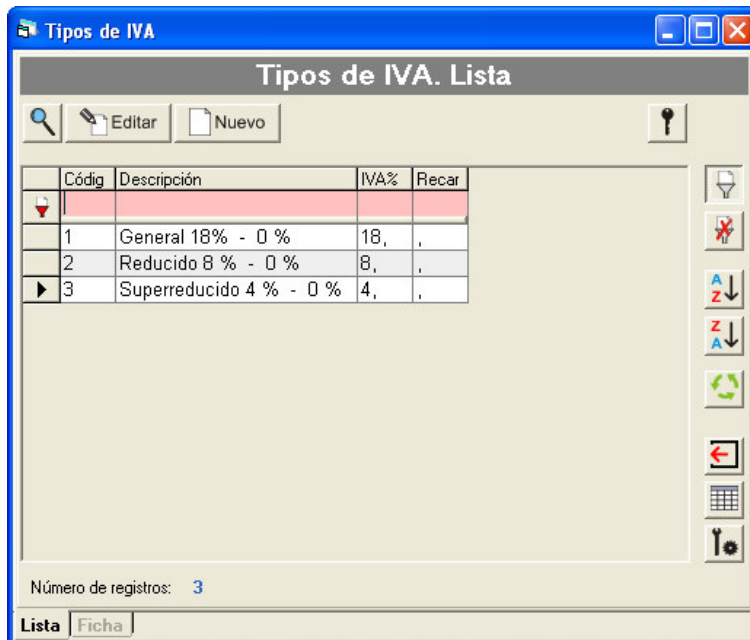 Tipos de IVA
Tipos de IVA. Lista
Editar Nuevo
Códig Descripción IVA% Recar
1 General 18% - 0 % 18, ,
2 Reducido 8 % - 0 % 8, ,
3 Superreducido 4 % - 0 % 4, ,
A Z
Z A
Número de registros: 3
Lista Ficha